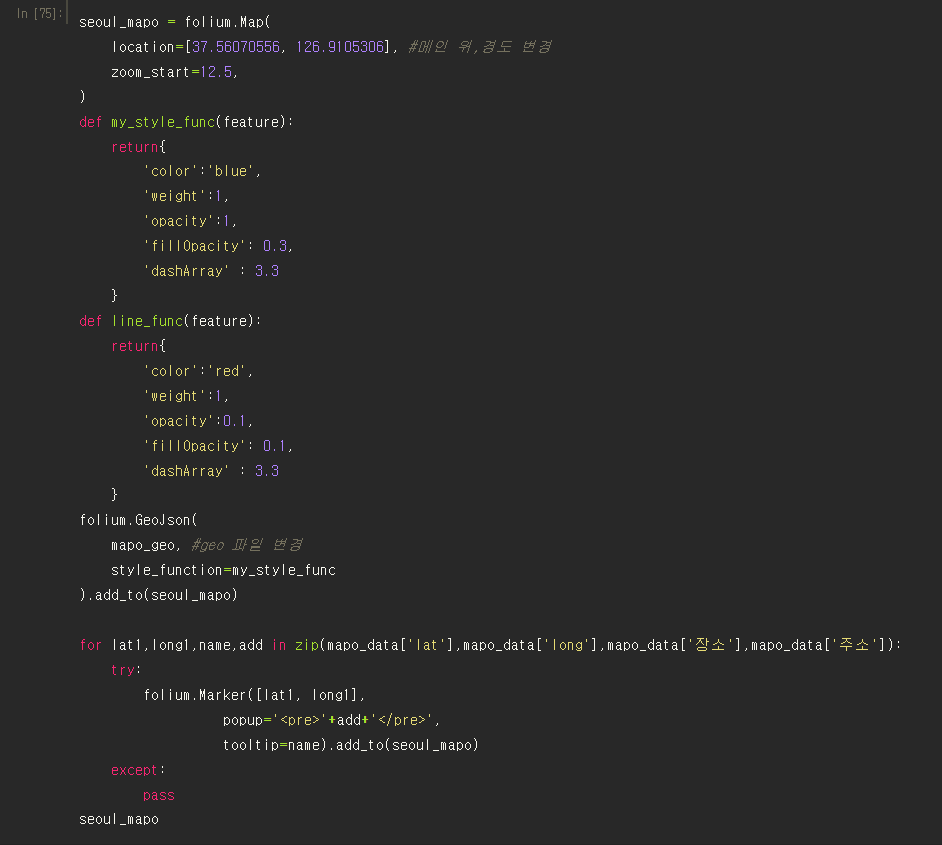 In [75]:
seoul_mapo = folium.Map(
    location=[37.56070556, 126.9105306], #메인 위,경도 변경
    zoom_start=12.5,
)
def my_style_func(feature):
    return{
        'color':'blue',
        'weight':1,
        'opacity':1,
        'fillOpacity': 0.3,
        'dashArray' : 3.3
    }
def line_func(feature):
    return{
        'color':'red',
        'weight':1,
        'opacity':0.1,
        'fillOpacity': 0.1,
        'dashArray' : 3.3
    }
folium.GeoJson(
    mapo_geo, #geo 파일 변경
    style_function=my_style_func
).add_to(seoul_mapo)

for lat1,long1,name,add in zip(mapo_data['lat'],mapo_data['long'],mapo_data['장소'],mapo_data['주소']):
    try:
        folium.Marker([lat1, long1],
                  popup='<pre>'+add+'</pre>',
                  tooltip=name).add_to(seoul_mapo)
    except:
        pass
seoul_mapo